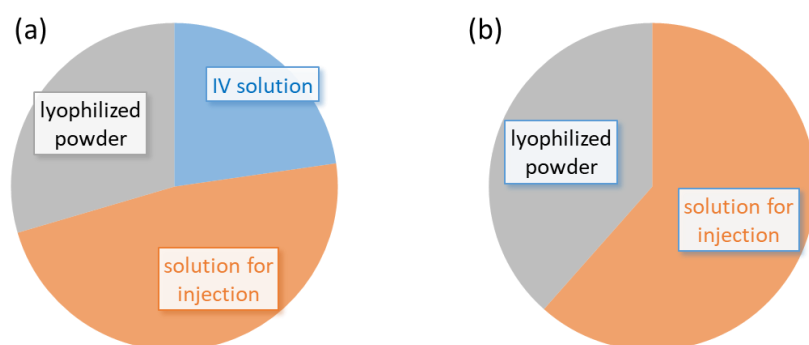 (a)
IV solution
lyophilized
powder
solution for
injection
(b)
lyophilized
powder
solution for
injection